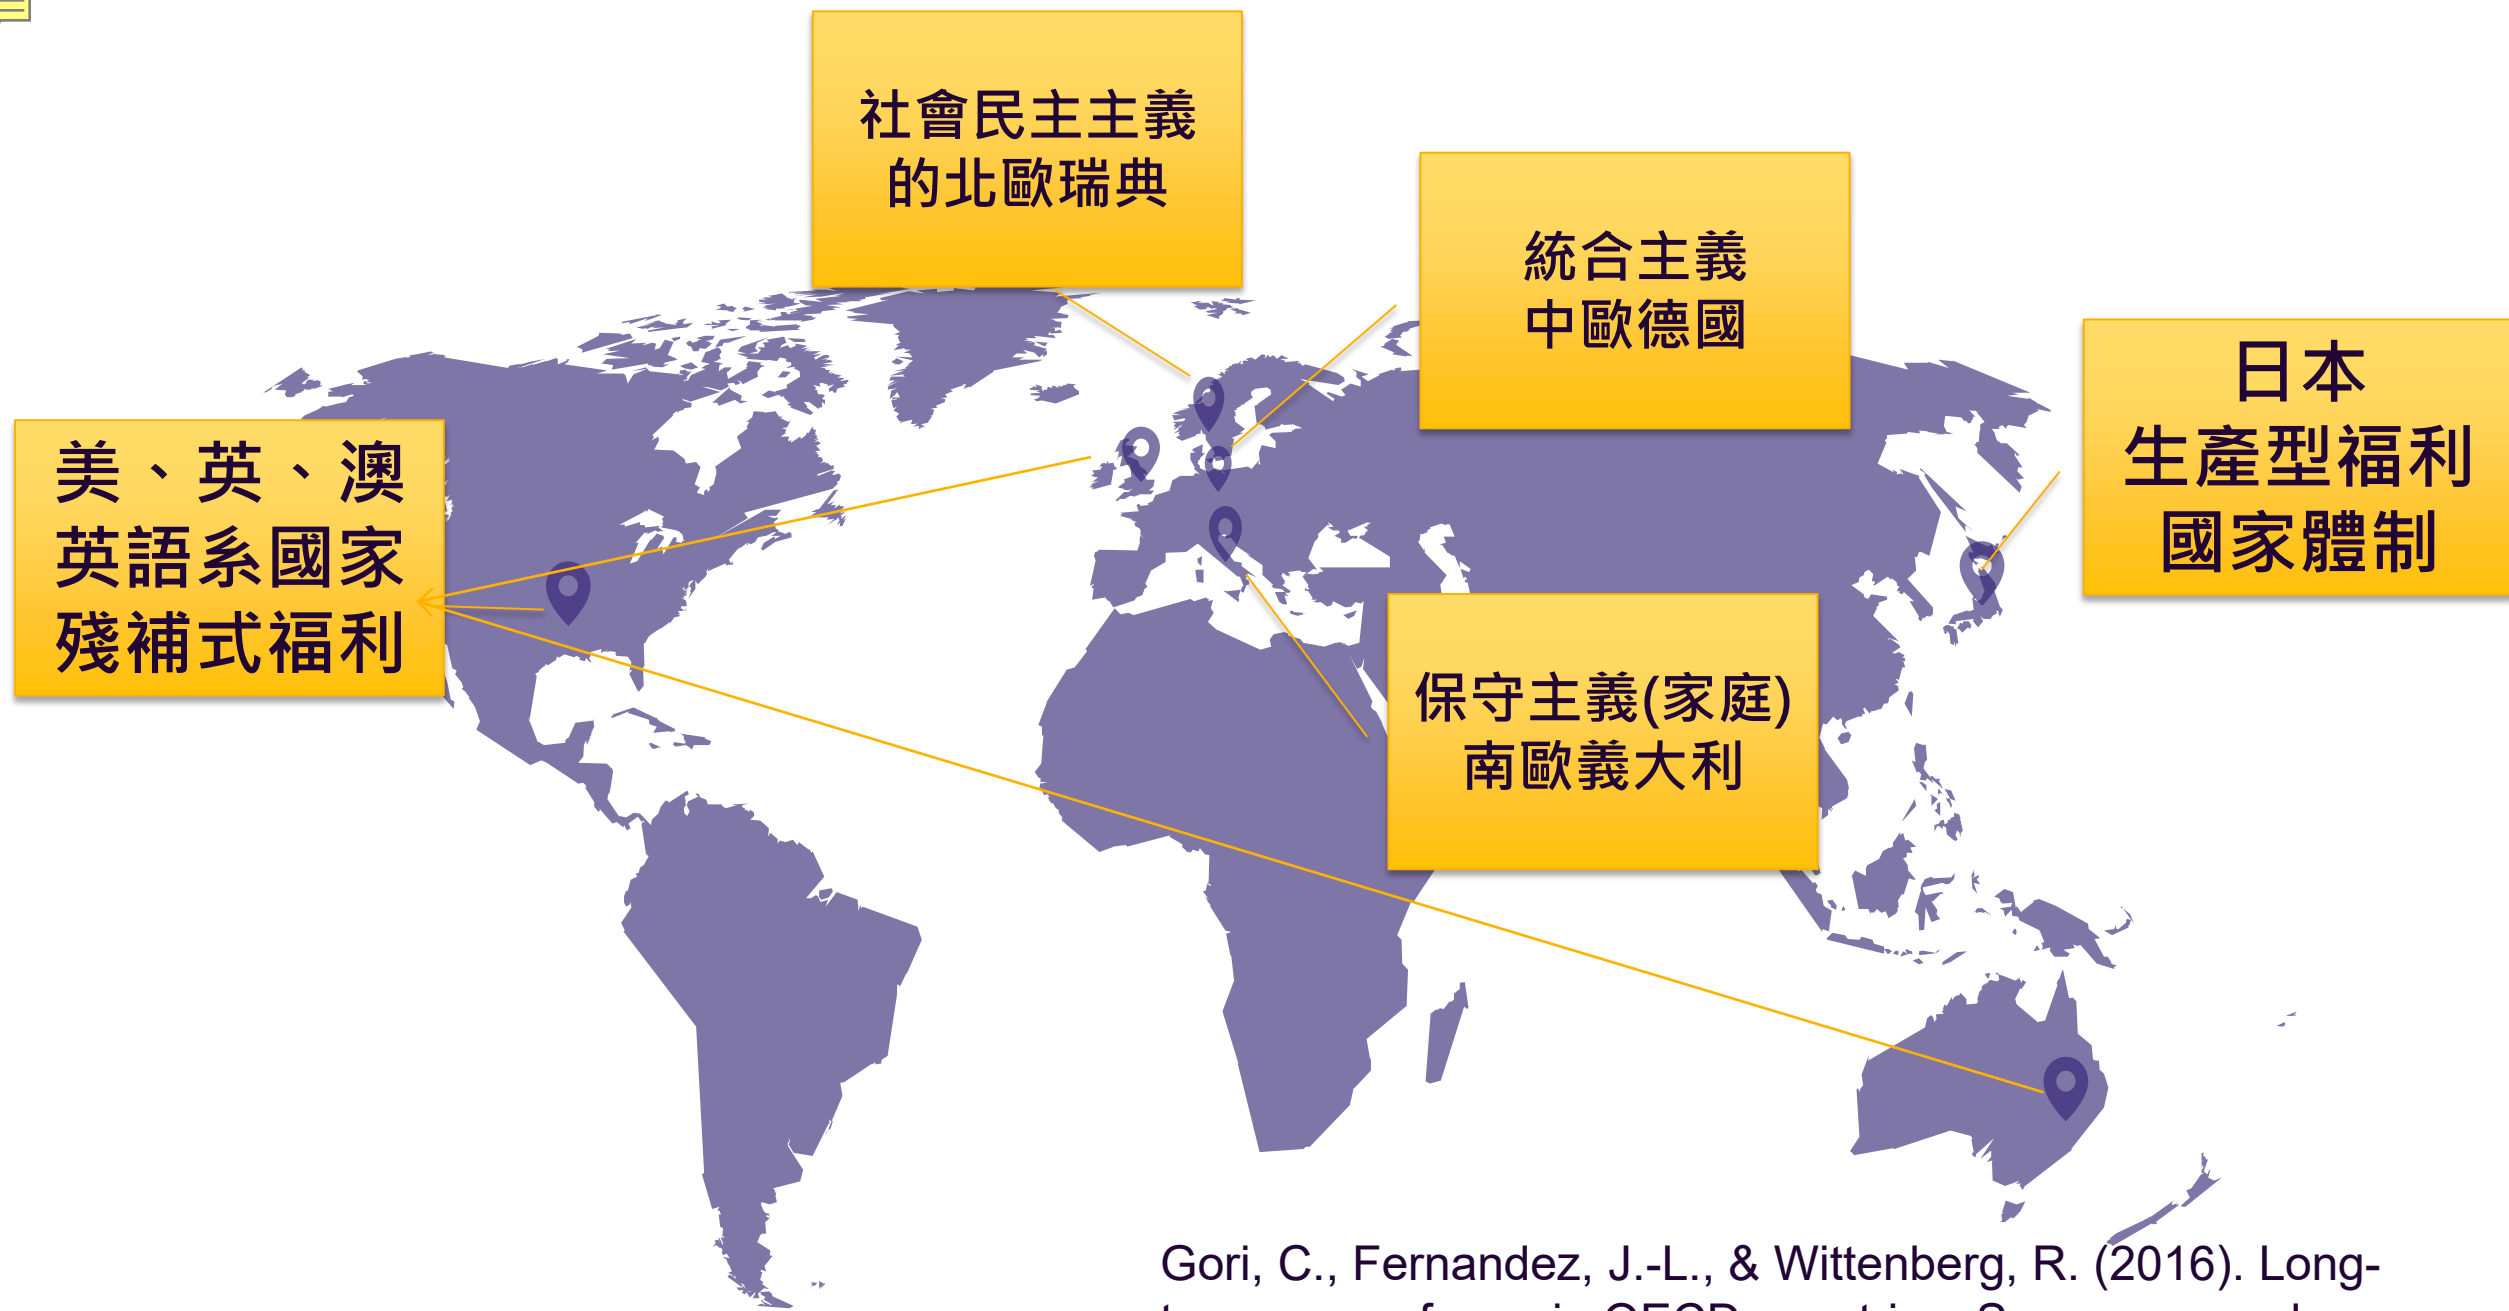 社會民主主義
的北歐瑞典
統合主義
中歐德國
日本
生產型福利
國家體制
美、英、澳
英語系國家
殘補式福利
保守主義(家庭)
南歐義大利
Gori, C., Fernandez, J.-L., & Wittenberg, R. (2016). Long-